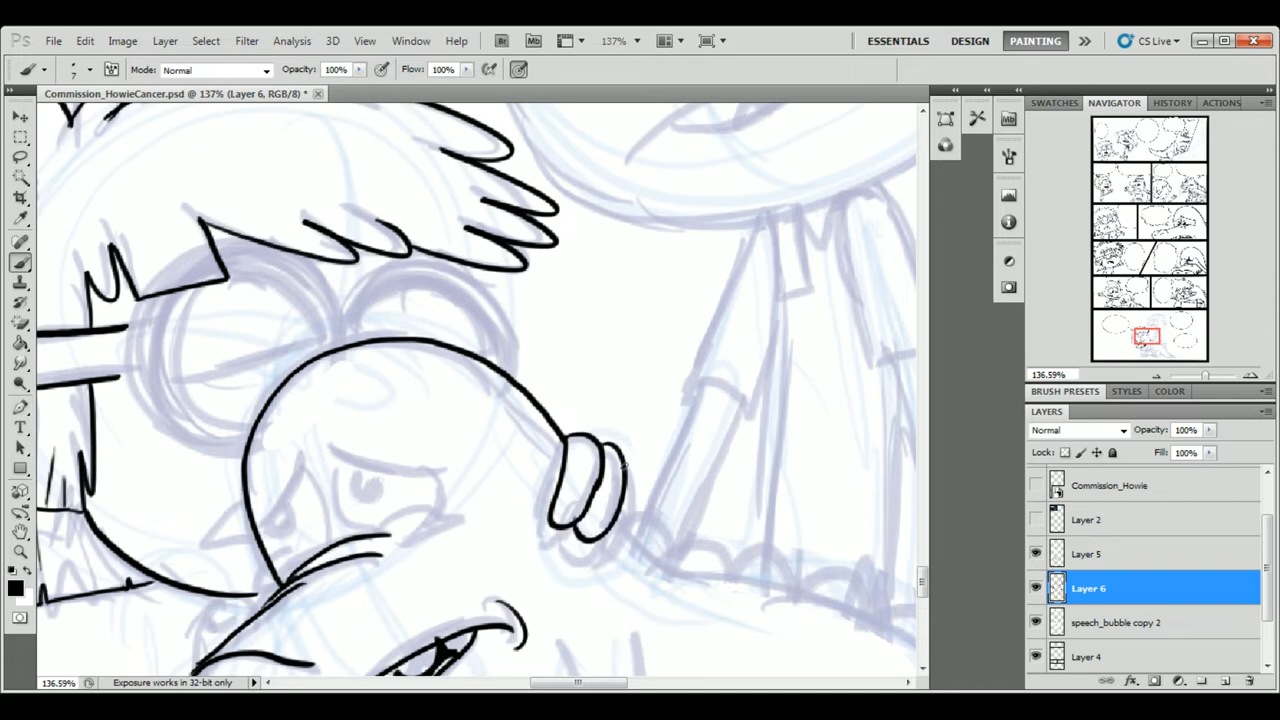 Ps File Edit Image Layer Select Filter Analysis 3D View Window Help Br Mb 137% ESSENTIALS DESIGN PAINTING CS Live
7 Mode: Normal Opacity: 100% Flow: 100%
Commission_HowieCancer.psd @ 137% (Layer 6, RGB/8) *
SWATCHES NAVIGATOR HISTORY ACTIONS
Mb
136.59%
BRUSH PRESETS STYLES COLOR
LAYERS
Normal Opacity: 100%
Lock: Fill: 100%
Commission_Howie
Layer 2
Layer 5
Layer 6
speech_bubble copy 2
Layer 4
136.59% Exposure works in 32-bit only